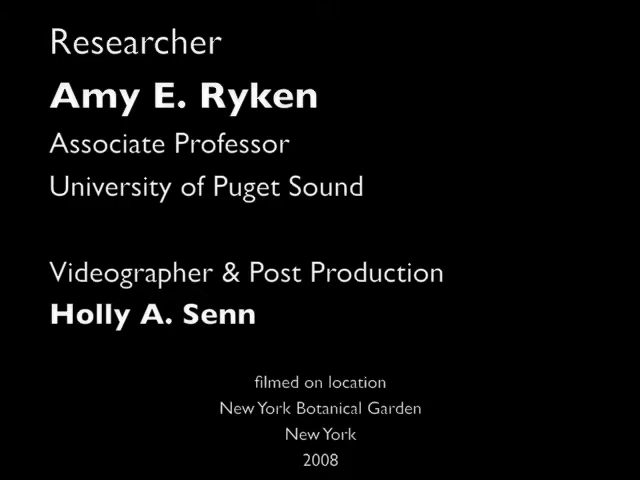 Researcher
Amy E. Ryken
Associate Professor
University of Puget Sound
Videographer & Post Production
Holly A. Senn
filmed on location
New York Botanical Garden
New York
2008